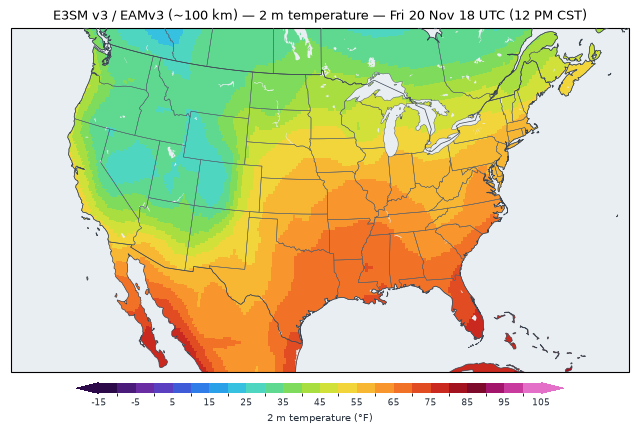 E3SM v3 / EAMv3 (~100 km) — 2 m temperature — Fri 20 Nov 18 UTC (12 PM CST)
-15 -5 5 15 25 35 45 55 65 75 85 95 105
2 m temperature (°F)